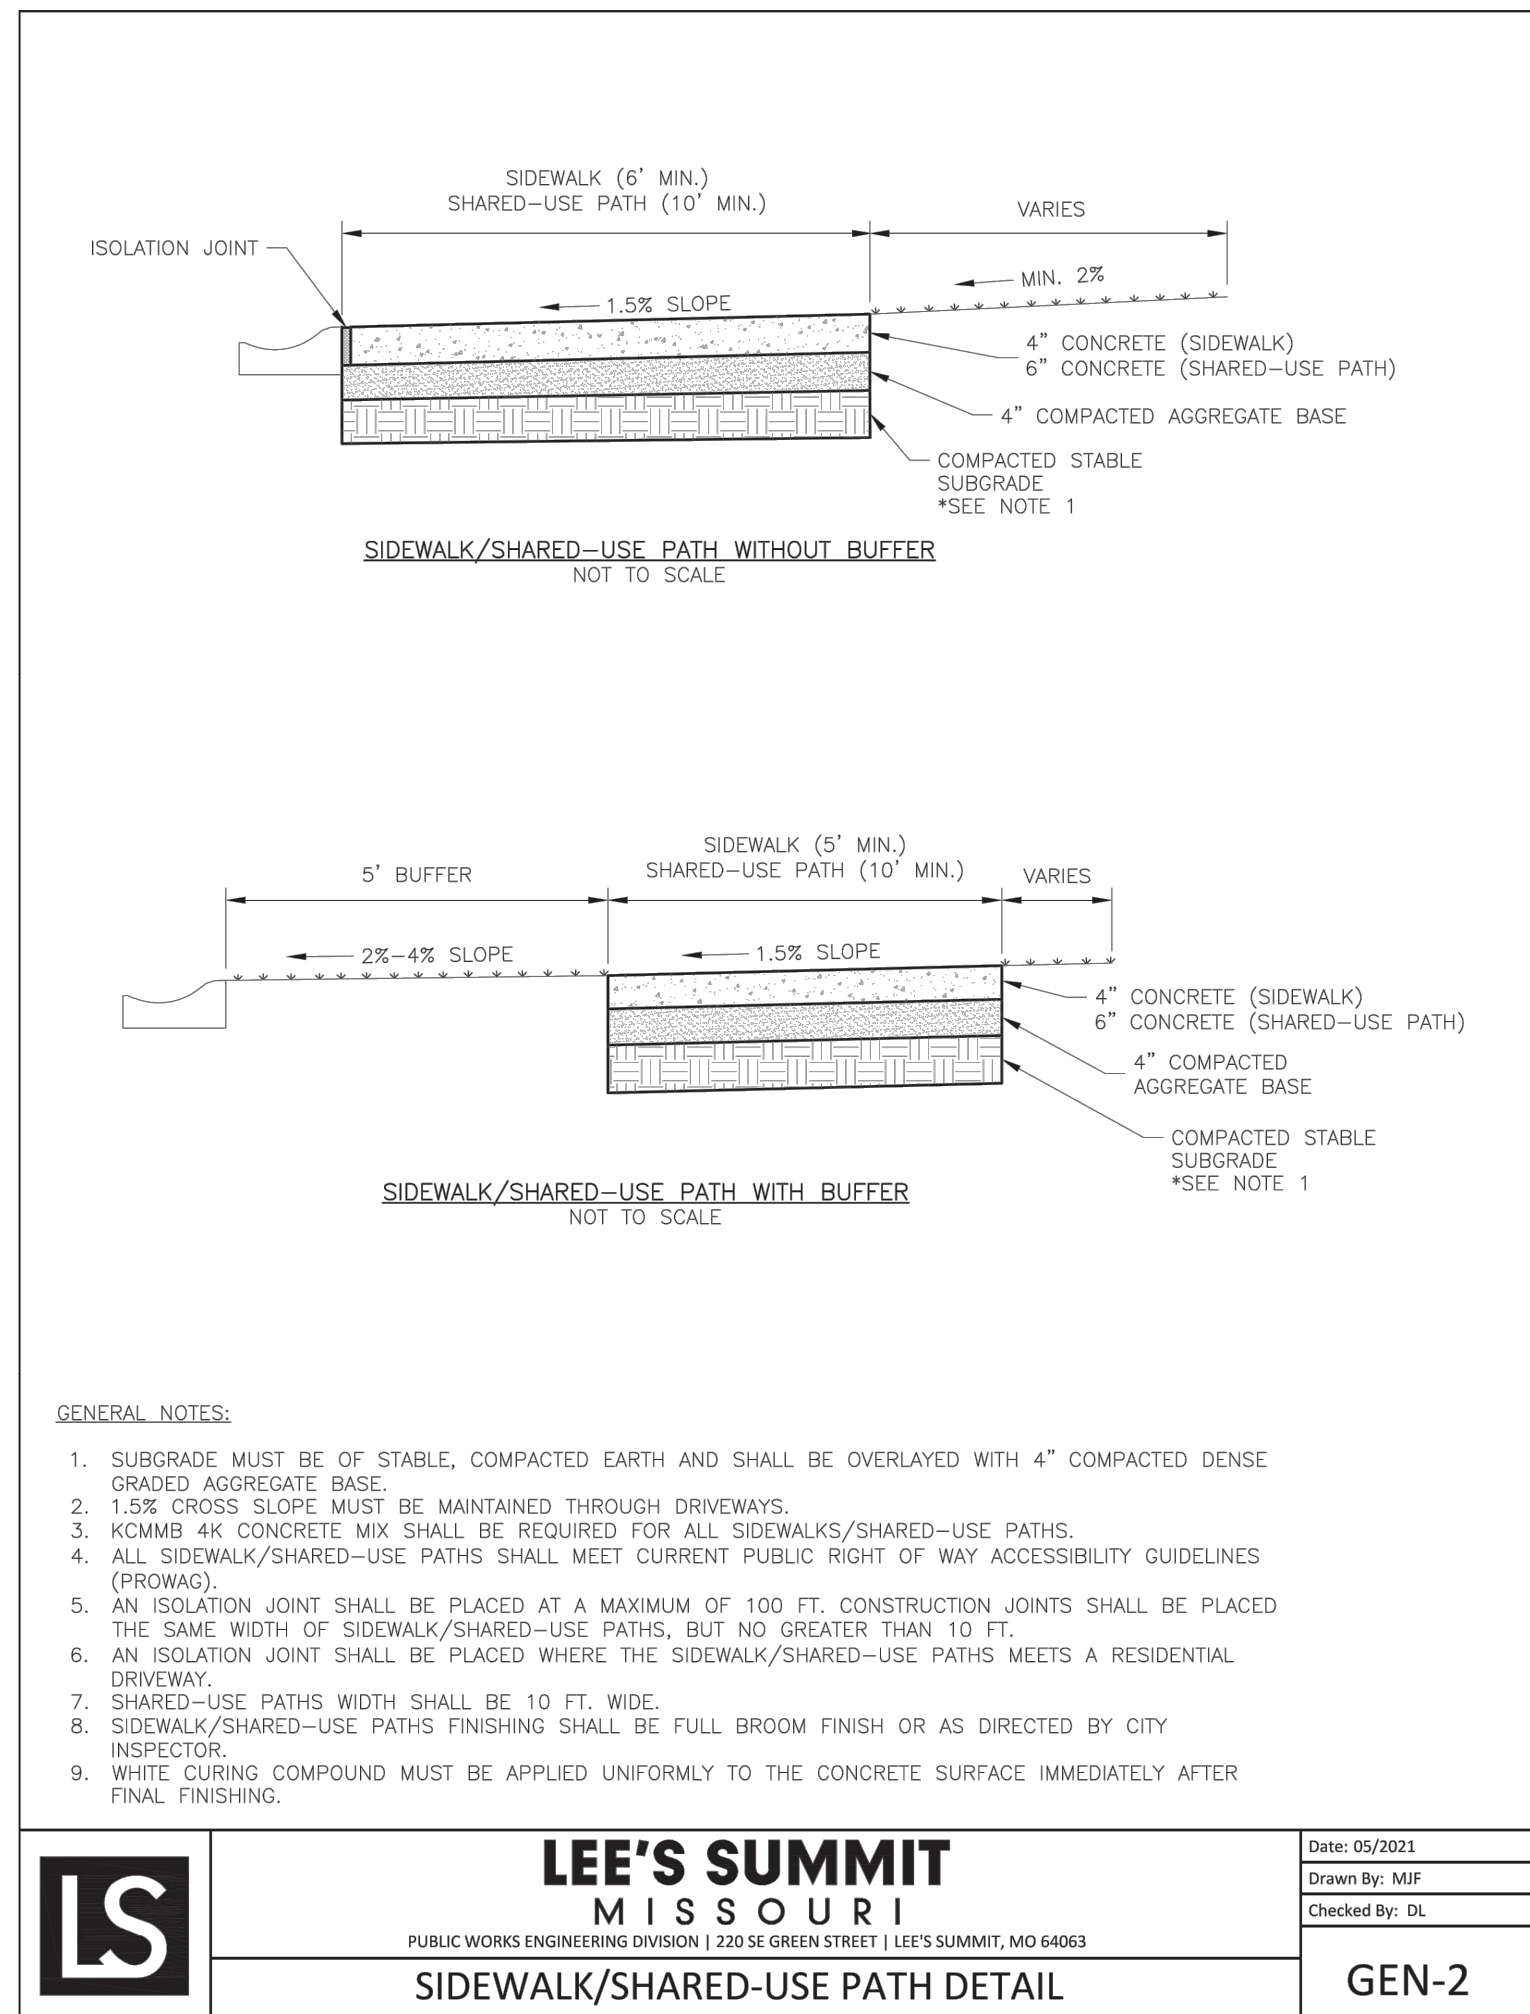 SIDEWALK (6' MIN.)
SHARED-USE PATH (10' MIN.)
VARIES
ISOLATION JOINT
MIN. 2%
1.5% SLOPE
4" CONCRETE (SIDEWALK)
6" CONCRETE (SHARED-USE PATH)
4" COMPACTED AGGREGATE BASE
COMPACTED STABLE
SUBGRADE
*SEE NOTE 1
SIDEWALK/SHARED-USE PATH WITHOUT BUFFER
NOT TO SCALE
5' BUFFER
SIDEWALK (5' MIN.)
SHARED-USE PATH (10' MIN.)
VARIES
2%-4% SLOPE
1.5% SLOPE
4" CONCRETE (SIDEWALK)
6" CONCRETE (SHARED-USE PATH)
4" COMPACTED
AGGREGATE BASE
COMPACTED STABLE
SUBGRADE
*SEE NOTE 1
SIDEWALK/SHARED-USE PATH WITH BUFFER
NOT TO SCALE
GENERAL NOTES:
1. SUBGRADE MUST BE OF STABLE, COMPACTED EARTH AND SHALL BE OVERLAYED WITH 4" COMPACTED DENSE
GRADED AGGREGATE BASE.
2. 1.5% CROSS SLOPE MUST BE MAINTAINED THROUGH DRIVEWAYS.
3. KCMMB 4K CONCRETE MIX SHALL BE REQUIRED FOR ALL SIDEWALKS/SHARED-USE PATHS.
4. ALL SIDEWALK/SHARED-USE PATHS SHALL MEET CURRENT PUBLIC RIGHT OF WAY ACCESSIBILITY GUIDELINES
(PROWAG).
5. AN ISOLATION JOINT SHALL BE PLACED AT A MAXIMUM OF 100 FT. CONSTRUCTION JOINTS SHALL BE PLACED
THE SAME WIDTH OF SIDEWALK/SHARED-USE PATHS, BUT NO GREATER THAN 10 FT.
6. AN ISOLATION JOINT SHALL BE PLACED WHERE THE SIDEWALK/SHARED-USE PATHS MEETS A RESIDENTIAL
DRIVEWAY.
7. SHARED-USE PATHS WIDTH SHALL BE 10 FT. WIDE.
8. SIDEWALK/SHARED-USE PATHS FINISHING SHALL BE FULL BROOM FINISH OR AS DIRECTED BY CITY
INSPECTOR.
9. WHITE CURING COMPOUND MUST BE APPLIED UNIFORMLY TO THE CONCRETE SURFACE IMMEDIATELY AFTER
FINAL FINISHING.
LS
LEE'S SUMMIT
MISSOURI
PUBLIC WORKS ENGINEERING DIVISION | 220 SE GREEN STREET | LEE'S SUMMIT, MO 64063
SIDEWALK/SHARED-USE PATH DETAIL
Date: 05/2021
Drawn By: MJF
Checked By: DL
GEN-2